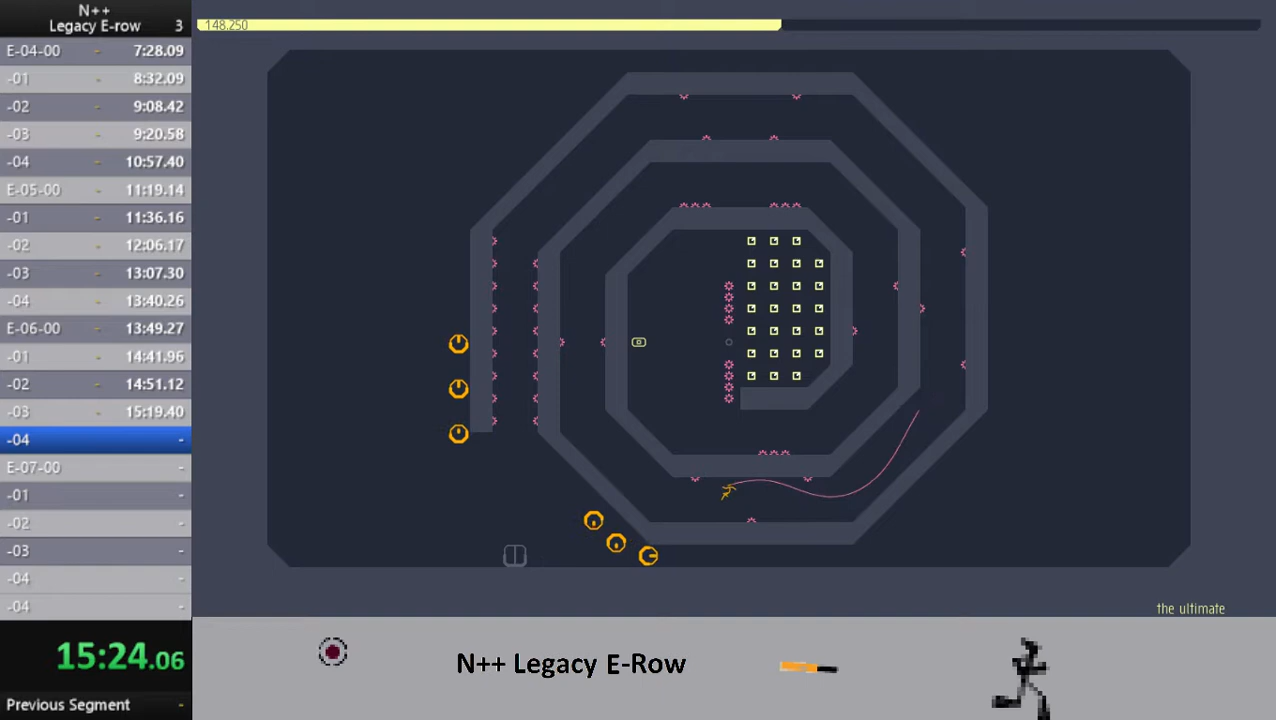 N++
Legacy E-row 3
E-04-00 - 7:28.09
-01 - 8:32.09
-02 - 9:08.42
-03 - 9:20.58
-04 - 10:57.40
E-05-00 - 11:19.14
-01 - 11:36.16
-02 - 12:06.17
-03 - 13:07.30
-04 - 13:40.26
E-06-00 - 13:49.27
-01 - 14:41.96
-02 - 14:51.12
-03 - 15:19.40
-04 -
E-07-00 -
-01 -
-02 -
-03 -
-04 -
-04 -
15:24.06
Previous Segment -
148.250
the ultimate
N++ Legacy E-Row